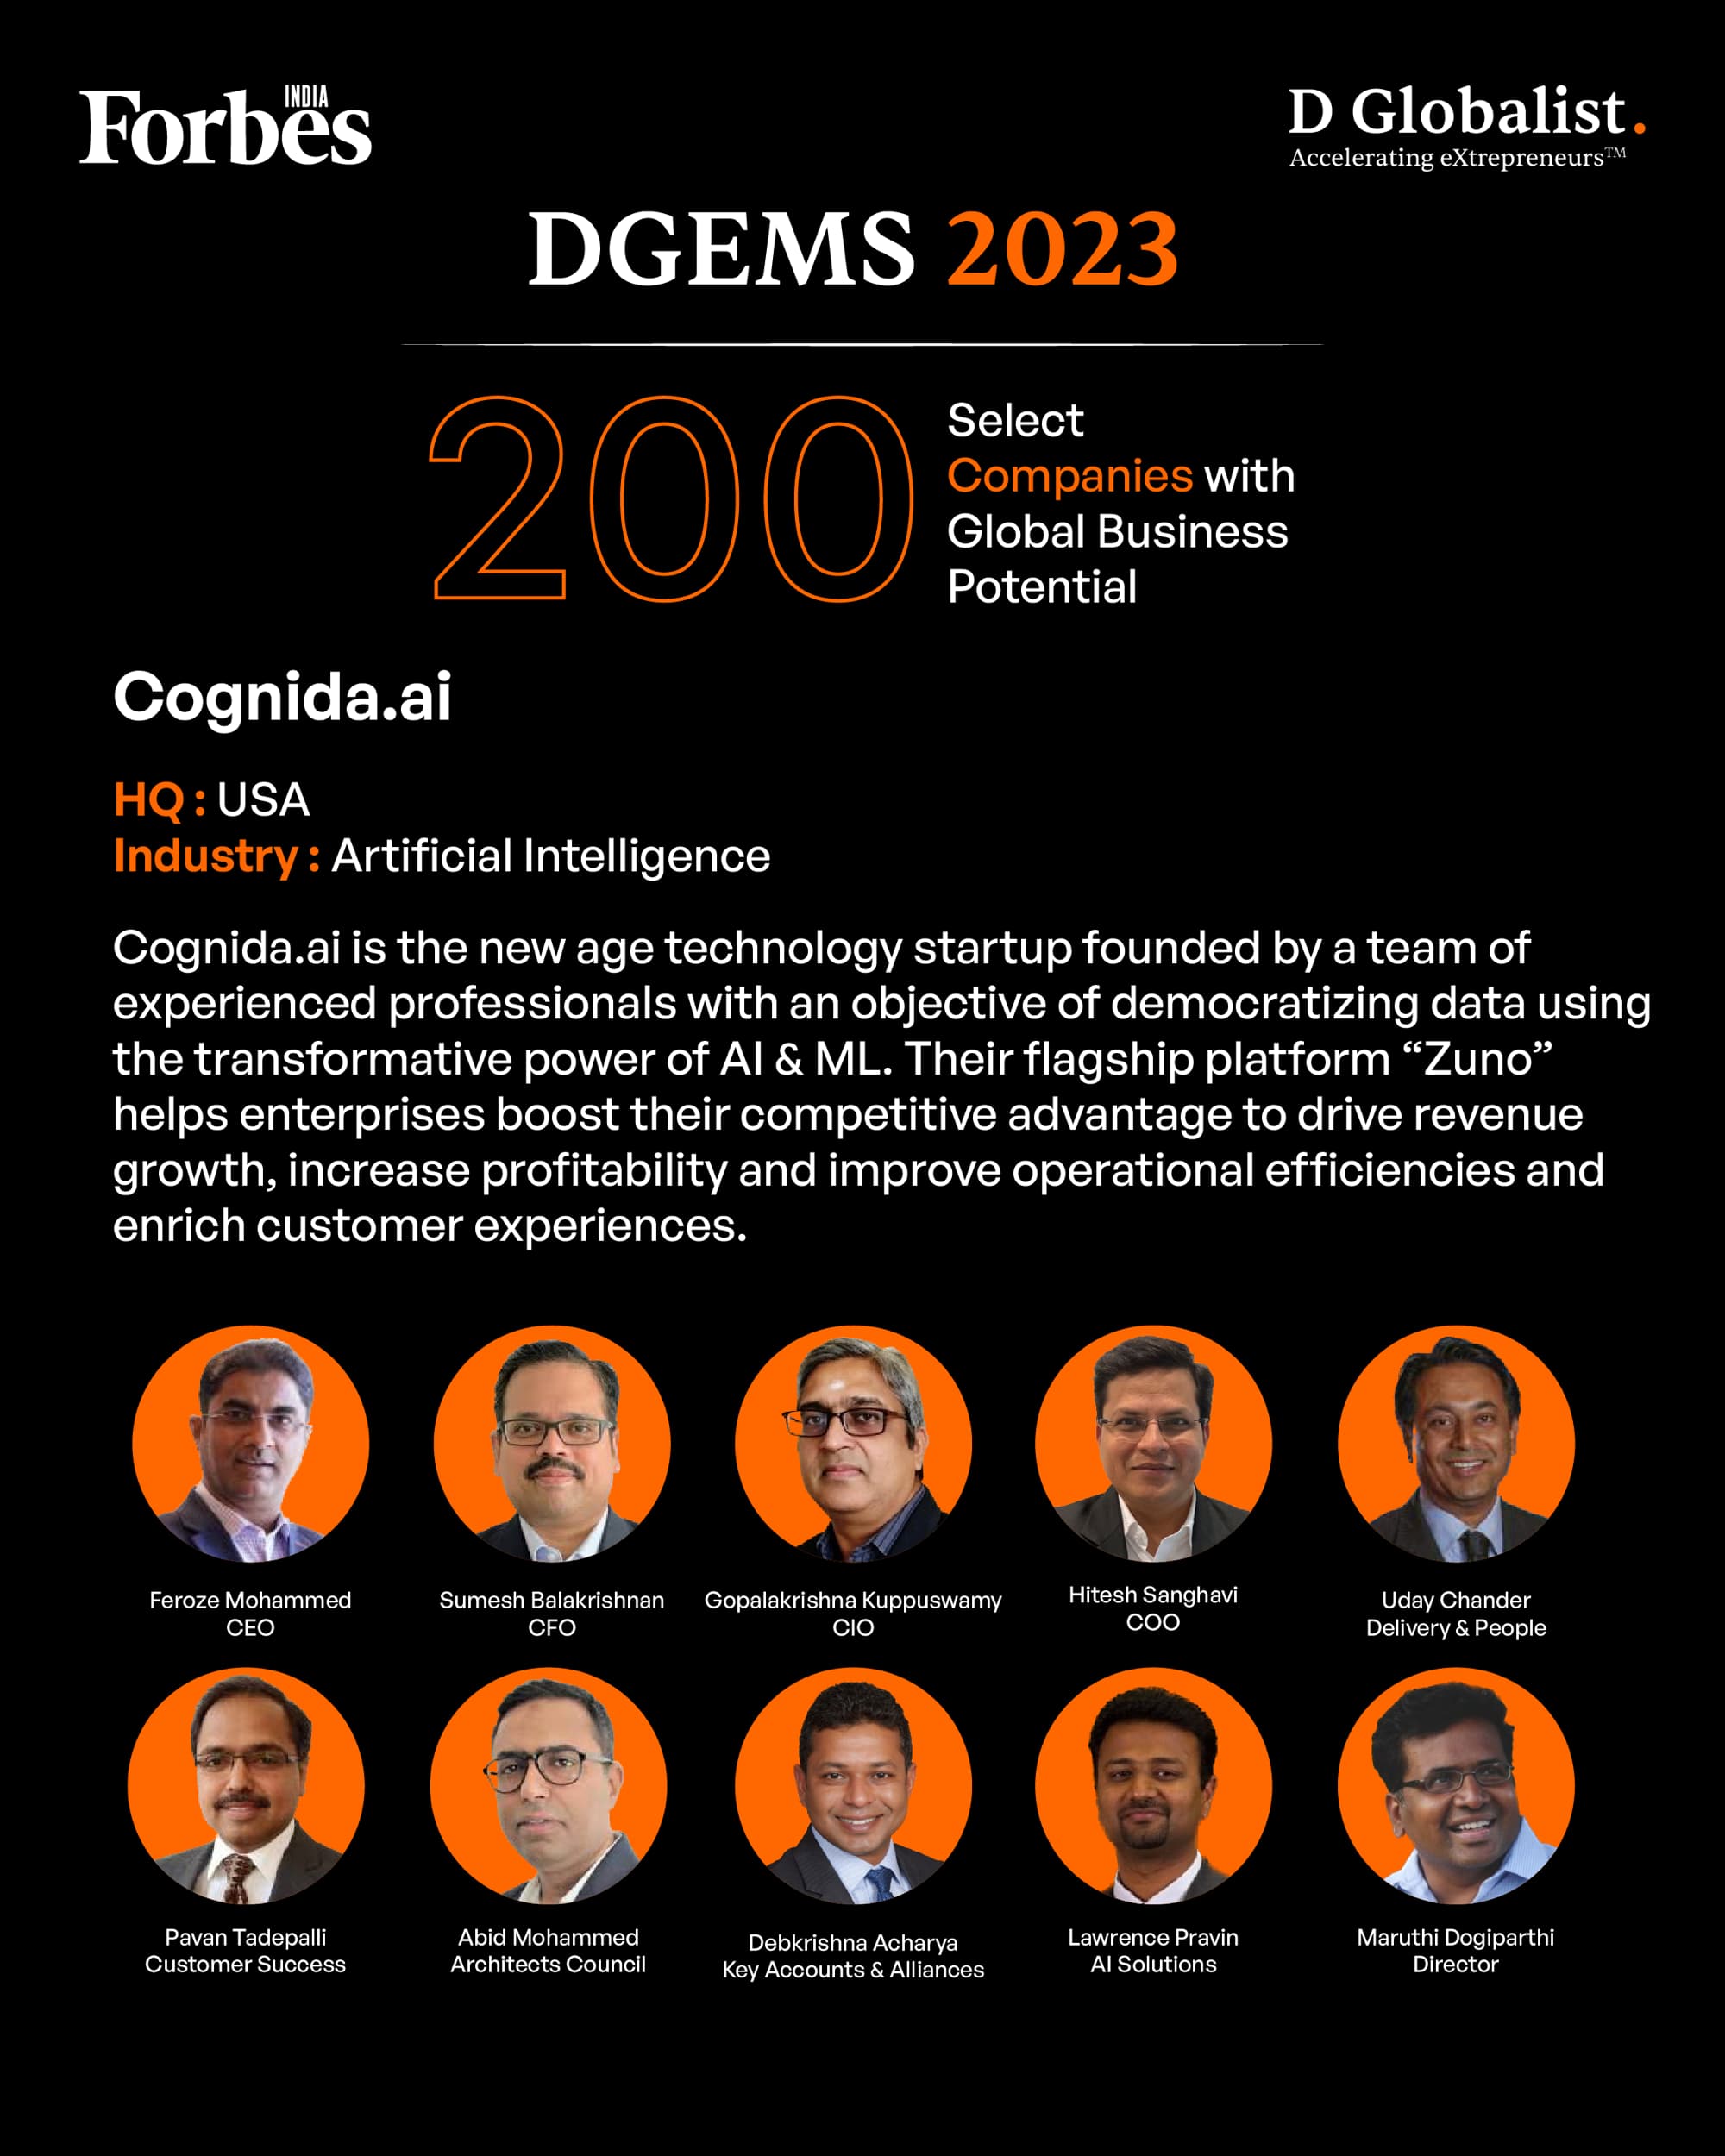 Forbes INDIA
D Globalist.
Accelerating eXtrepreneurs™
DGEMS 2023
200
Select
Companies with
Global Business
Potential
Cognida.ai
HQ : USA
Industry : Artificial Intelligence
Cognida.ai is the new age technology startup founded by a team of
experienced professionals with an objective of democratizing data using
the transformative power of AI & ML. Their flagship platform “Zuno”
helps enterprises boost their competitive advantage to drive revenue
growth, increase profitability and improve operational efficiencies and
enrich customer experiences.
Feroze Mohammed
CEO
Sumesh Balakrishnan
CFO
Gopalakrishna Kuppuswamy
CIO
Hitesh Sanghavi
COO
Uday Chander
Delivery & People
Pavan Tadepalli
Customer Success
Abid Mohammed
Architects Council
Debkrishna Acharya
Key Accounts & Alliances
Lawrence Pravin
AI Solutions
Maruthi Dogiparthi
Director